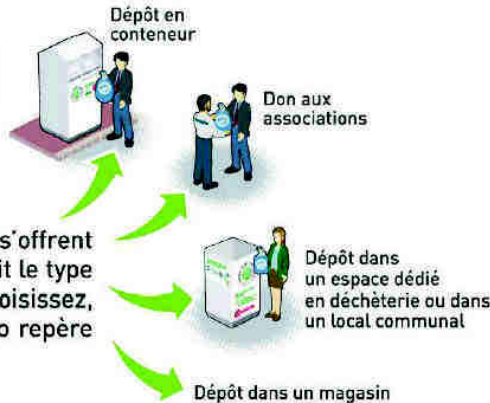 Dépôt en
conteneur
Don aux
associations
s'offrent
it le type
oisissez,
o repère
Dépôt dans
un espace dédié
en déchèterie ou dans
un local communal
Dépôt dans un magasin